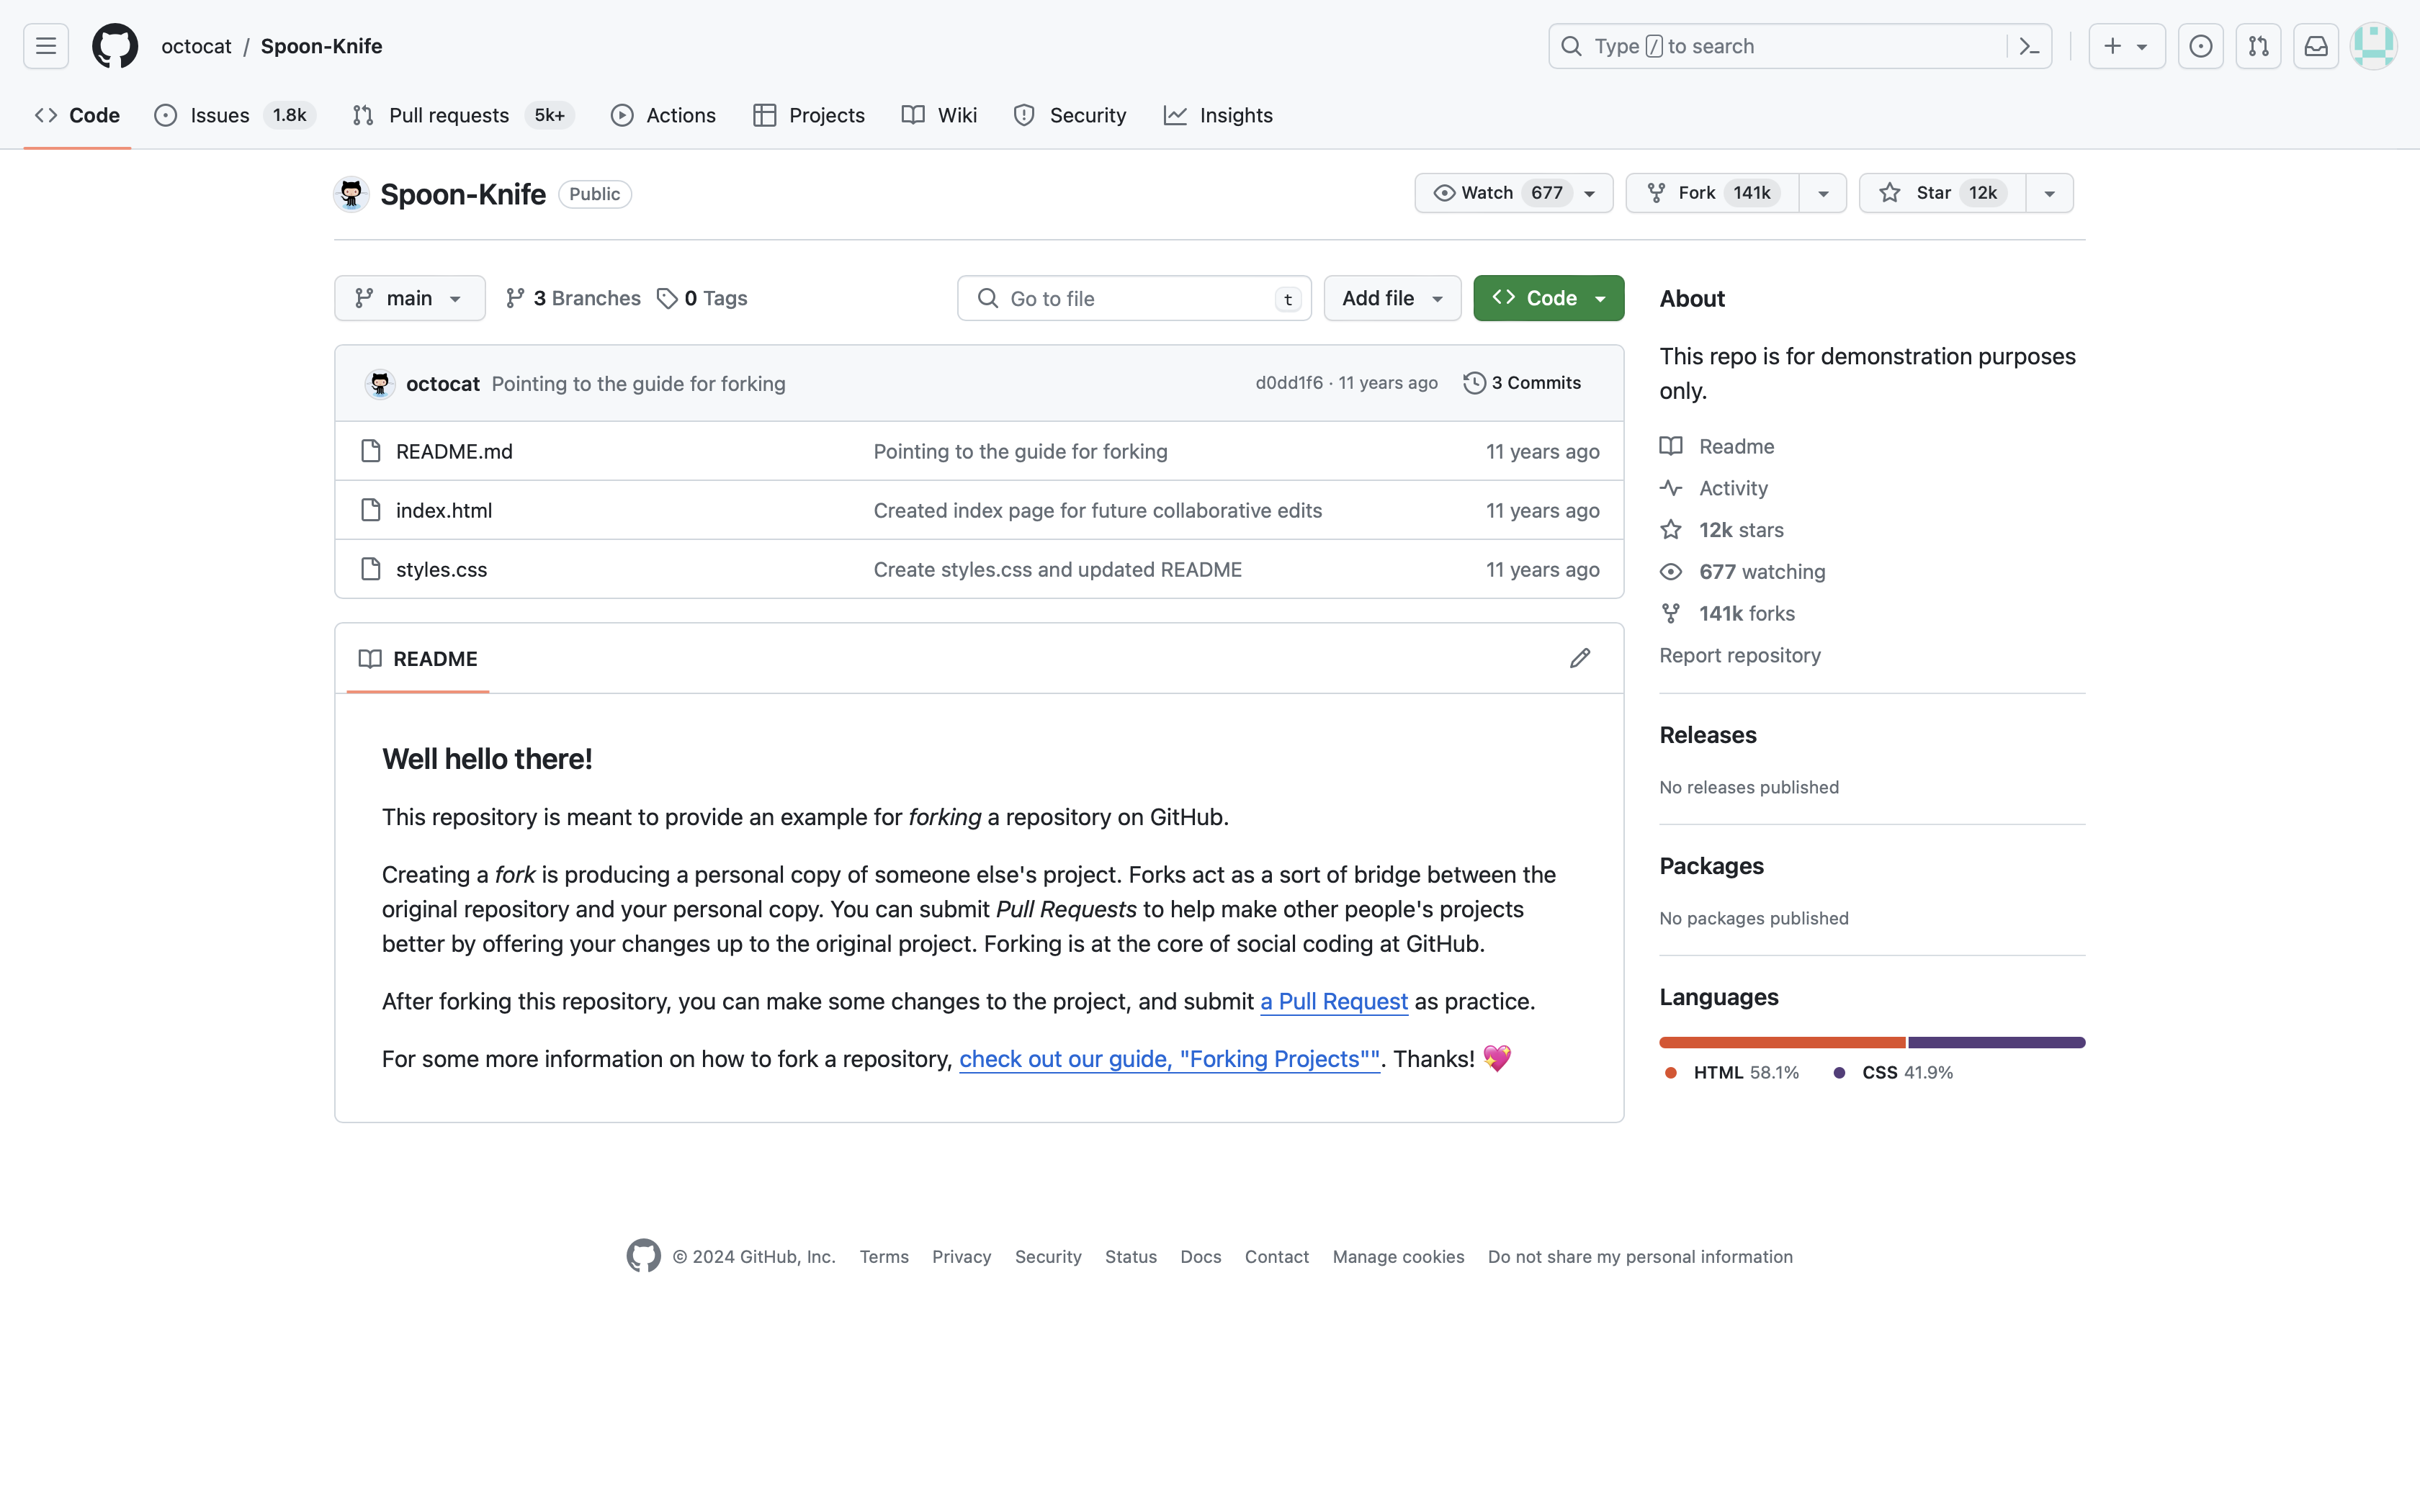 octocat / Spoon-Knife
Type / to search
Code
Issues 1.8k
Pull requests 5k+
Actions
Projects
Wiki
Security
Insights
Spoon-Knife Public
Watch 677
Fork 141k
Star 12k
main
3 Branches
0 Tags
Go to file t
Add file
Code
octocat Pointing to the guide for forking d0dd1f6 · 11 years ago 3 Commits
README.md Pointing to the guide for forking 11 years ago
index.html Created index page for future collaborative edits 11 years ago
styles.css Create styles.css and updated README 11 years ago
README
Well hello there!
This repository is meant to provide an example for forking a repository on GitHub.
Creating a fork is producing a personal copy of someone else's project. Forks act as a sort of bridge between the
original repository and your personal copy. You can submit Pull Requests to help make other people's projects
better by offering your changes up to the original project. Forking is at the core of social coding at GitHub.
After forking this repository, you can make some changes to the project, and submit a Pull Request as practice.
For some more information on how to fork a repository, check out our guide, "Forking Projects"". Thanks! 💖
About
This repo is for demonstration purposes
only.
Readme
Activity
12k stars
677 watching
141k forks
Report repository
Releases
No releases published
Packages
No packages published
Languages
HTML 58.1% CSS 41.9%
© 2024 GitHub, Inc. Terms Privacy Security Status Docs Contact Manage cookies Do not share my personal information